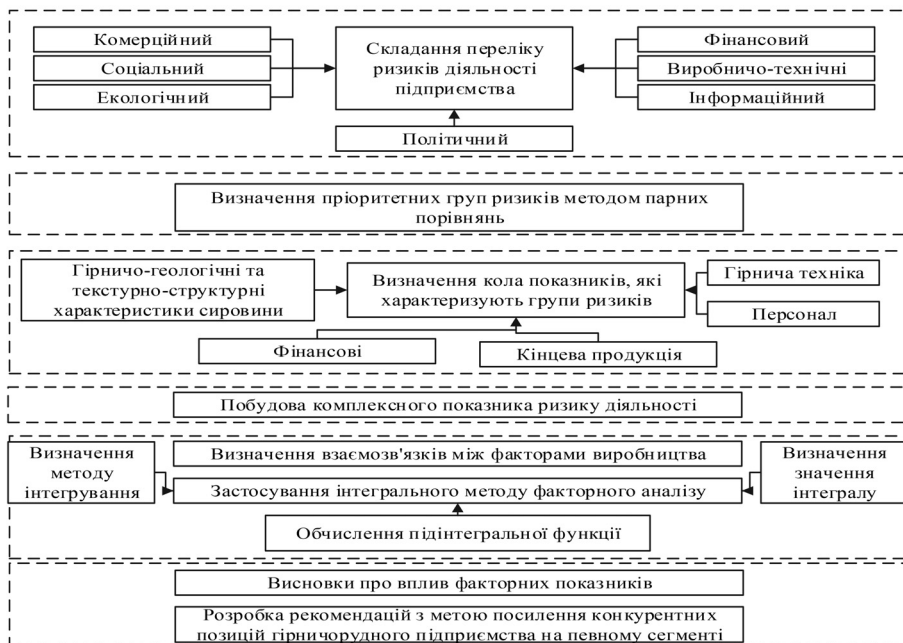 Комерційний
Соціальний
Екологічний
Складання переліку
ризиків діяльності
підприємства
Фінансовий
Виробничо-технічні
Інформаційний
Політичний
Визначення пріоритетних груп ризиків методом парних
порівнянь
Гірничо-геологічні та
текстурно-структурні
характеристики сировини
Визначення кола показників, які
характеризують групи ризиків
Гірнича техніка
Персонал
Фінансові
Кінцева продукція
Побудова комплексного показника ризику діяльності
Визначення
методу
інтегрування
Визначення взаємозв'язків між факторами виробництва
Застосування інтегрального методу факторного аналізу
Визначення
значення
інтегралу
Обчислення підінтегральної функції
Висновки про вплив факторних показників
Розробка рекомендацій з метою посилення конкурентних
позицій гірничорудного підприємства на певному сегменті